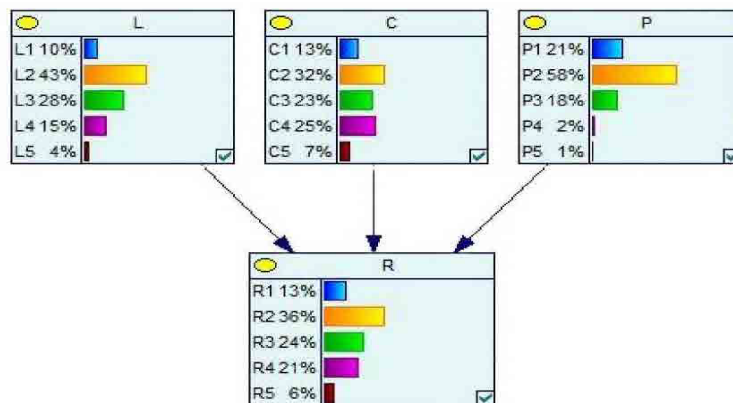 L
L1 10%
L2 43%
L3 28%
L4 15%
L5 4%
C
C1 13%
C2 32%
C3 23%
C4 25%
C5 7%
P
P1 21%
P2 58%
P3 18%
P4 2%
P5 1%
R
R1 13%
R2 36%
R3 24%
R4 21%
R5 6%